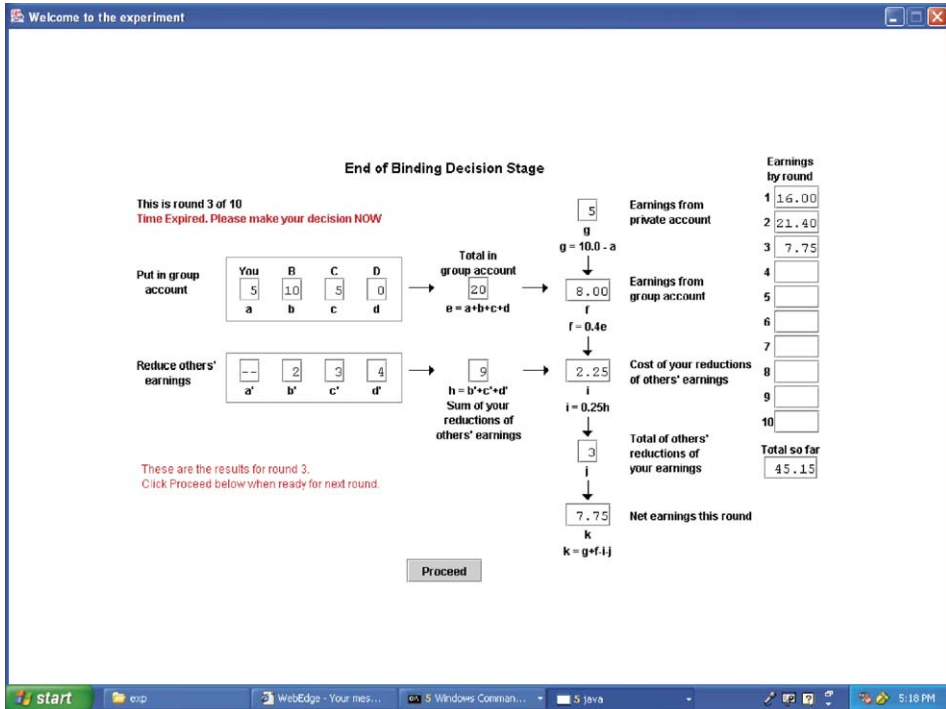 Welcome to the experiment
End of Binding Decision Stage
This is round 3 of 10
Time Expired. Please make your decision NOW
Put in group
account
You B C D
5 10 5 0
a b c d
Total in
group account
20
e = a+b+c+d
5
g
g = 10.0 - a
Earnings from
private account
8.00
f
f = 0.4e
Earnings from
group account
Reduce others'
earnings
-- 2 3 4
a' b' c' d'
9
h = b'+c'+d'
Sum of your
reductions of
others' earnings
2.25
i
i = 0.25h
Cost of your reductions
of others' earnings
3
j
Total of others'
reductions of
your earnings
7.75
k
k = g+f-i-j
Net earnings this round
These are the results for round 3.
Click Proceed below when ready for next round.
Proceed
Earnings
by round
1 16.00
2 21.40
3 7.75
4
5
6
7
8
9
10
Total so far
45.15
start
exp
WebEdge - Your mes...
5 Windows Comman...
5 java
5:18 PM